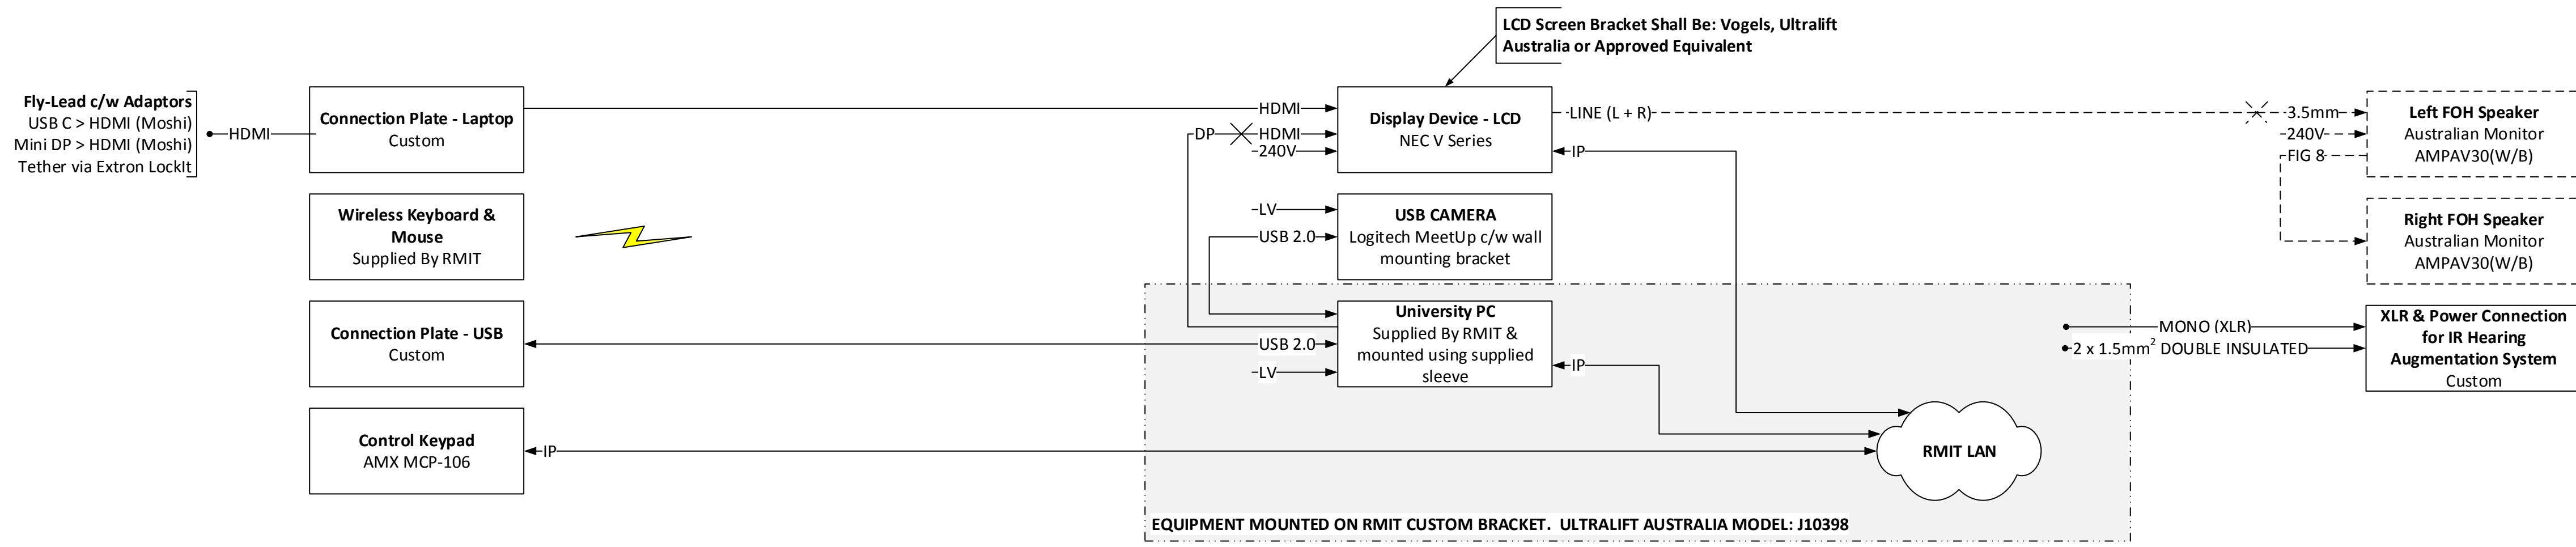 LCD Screen Bracket Shall Be: Vogels, Ultralift
Australia or Approved Equivalent
Fly-Lead c/w Adaptors
USB C > HDMI (Moshi)
Mini DP > HDMI (Moshi)
Tether via Extron LockIt
HDMI
Connection Plate - Laptop
Custom
HDMI
DP
HDMI
240V
Display Device - LCD
NEC V Series
LINE (L + R)
IP
3.5mm
240V
FIG 8
Left FOH Speaker
Australian Monitor
AMPAV30(W/B)
Wireless Keyboard &
Mouse
Supplied By RMIT
LV
USB 2.0
USB CAMERA
Logitech MeetUp c/w wall
mounting bracket
Right FOH Speaker
Australian Monitor
AMPAV30(W/B)
Connection Plate - USB
Custom
USB 2.0
LV
University PC
Supplied By RMIT &
mounted using supplied
sleeve
IP
MONO (XLR)
2 x 1.5mm² DOUBLE INSULATED
XLR & Power Connection
for IR Hearing
Augmentation System
Custom
Control Keypad
AMX MCP-106
IP
RMIT LAN
EQUIPMENT MOUNTED ON RMIT CUSTOM BRACKET.  ULTRALIFT AUSTRALIA MODEL: J10398